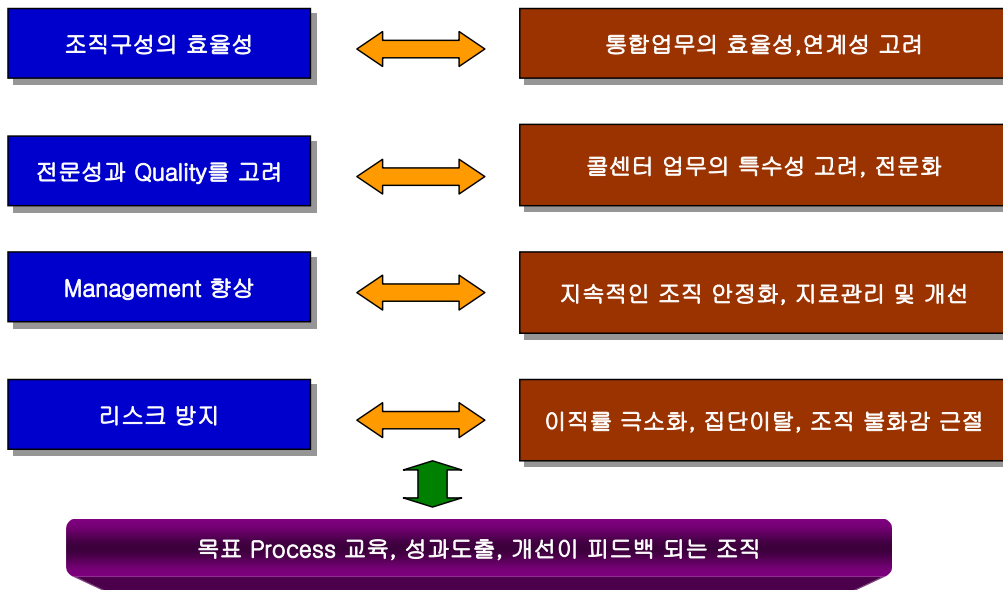 조직구성의 효율성
통합업무의 효율성,연계성 고려
전문성과 Quality를 고려
콜센터 업무의 특수성 고려, 전문화
Management 향상
지속적인 조직 안정화, 지료관리 및 개선
리스크 방지
이직률 극소화, 집단이탈, 조직 불화감 근절
목표 Process 교육, 성과도출, 개선이 피드백 되는 조직